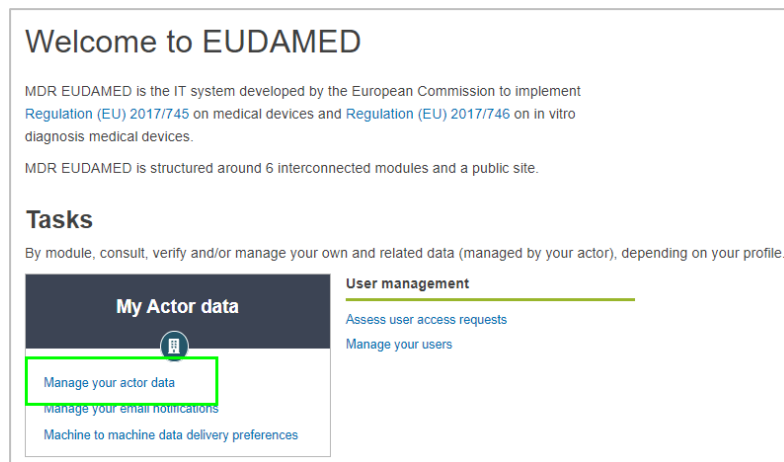 Welcome to EUDAMED
MDR EUDAMED is the IT system developed by the European Commission to implement
Regulation (EU) 2017/745 on medical devices and Regulation (EU) 2017/746 on in vitro
diagnosis medical devices.
MDR EUDAMED is structured around 6 interconnected modules and a public site.
Tasks
By module, consult, verify and/or manage your own and related data (managed by your actor), depending on your profile.
My Actor data
Manage your actor data
Manage your email notifications
Machine to machine data delivery preferences
User management
Assess user access requests
Manage your users